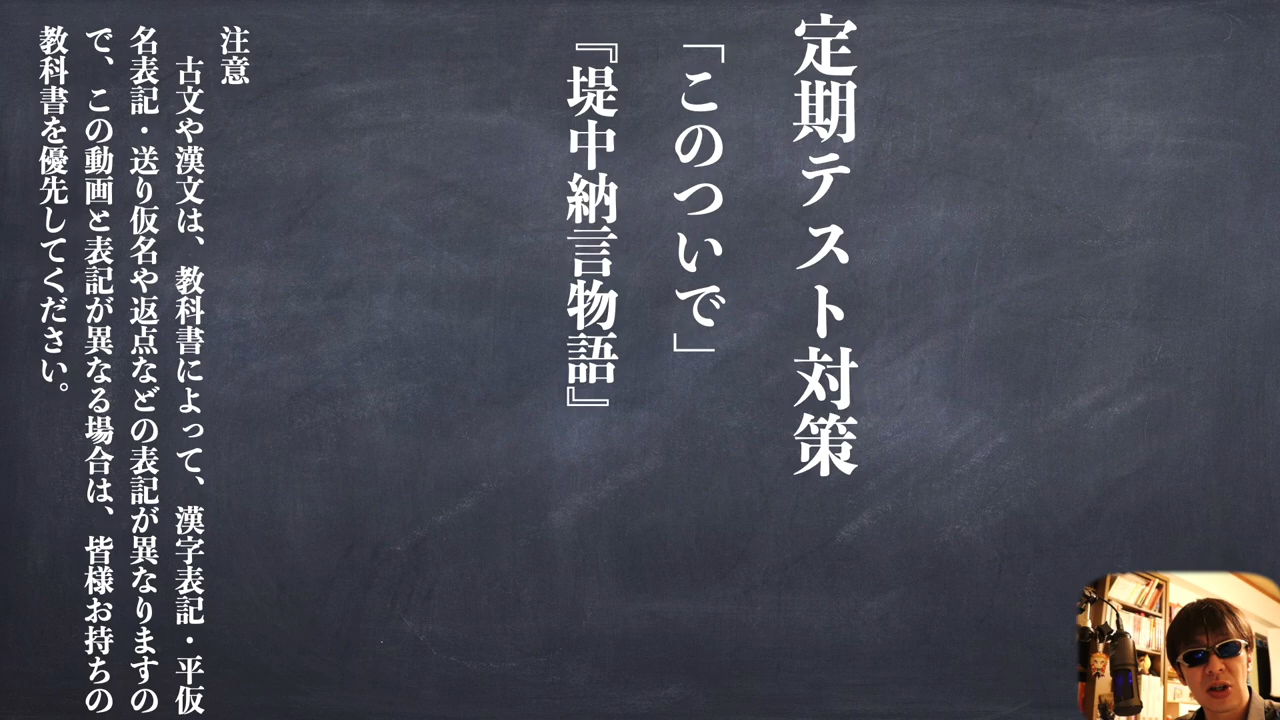 定期テスト対策
「このついで」
『堤中納言物語』
注意
古文や漢文は、教科書によって、漢字表記・平仮
名表記・送り仮名や返点などの表記が異なりますの
で、この動画と表記が異なる場合は、皆様お持ちの
教科書を優先してください。